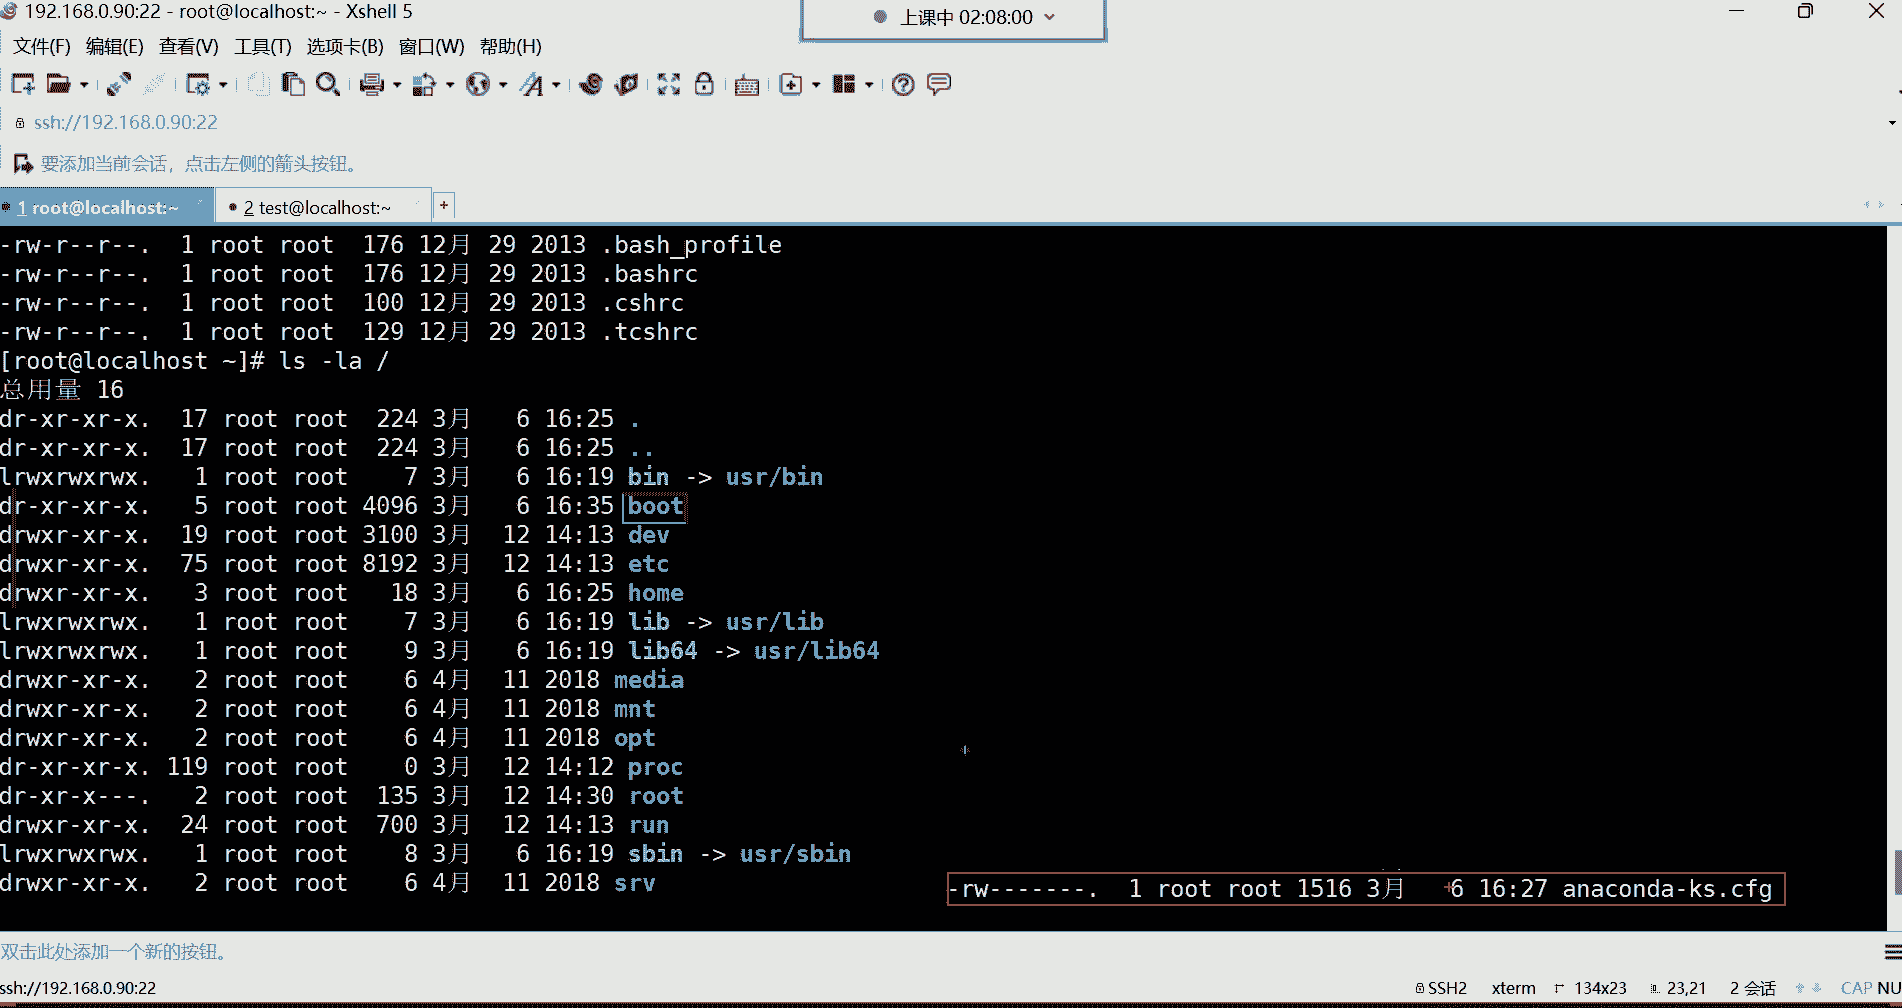 192.168.0.90:22 - root@localhost:~ - Xshell 5
上课中 02:08:00
文件(F) 编辑(E) 查看(V) 工具(T) 选项卡(B) 窗口(W) 帮助(H)
ssh://192.168.0.90:22
要添加当前会话，点击左侧的箭头按钮。
1 root@localhost:~ 2 test@localhost:~ +
-rw-r--r--.  1 root root  176 12月 29 2013 .bash_profile
-rw-r--r--.  1 root root  176 12月 29 2013 .bashrc
-rw-r--r--.  1 root root  100 12月 29 2013 .cshrc
-rw-r--r--.  1 root root  129 12月 29 2013 .tcshrc
[root@localhost ~]# ls -la /
总用量 16
dr-xr-xr-x.  17 root root  224 3月   6 16:25 .
dr-xr-xr-x.  17 root root  224 3月   6 16:25 ..
lrwxrwxrwx.   1 root root    7 3月   6 16:19 bin -> usr/bin
dr-xr-xr-x.   5 root root 4096 3月   6 16:35 boot
drwxr-xr-x.  19 root root 3100 3月  12 14:13 dev
drwxr-xr-x.  75 root root 8192 3月  12 14:13 etc
drwxr-xr-x.   3 root root   18 3月   6 16:25 home
lrwxrwxrwx.   1 root root    7 3月   6 16:19 lib -> usr/lib
lrwxrwxrwx.   1 root root    9 3月   6 16:19 lib64 -> usr/lib64
drwxr-xr-x.   2 root root    6 4月  11 2018 media
drwxr-xr-x.   2 root root    6 4月  11 2018 mnt
drwxr-xr-x.   2 root root    6 4月  11 2018 opt
dr-xr-xr-x. 119 root root    0 3月  12 14:12 proc
dr-xr-x---.   2 root root  135 3月  12 14:30 root
drwxr-xr-x.  24 root root  700 3月  12 14:13 run
lrwxrwxrwx.   1 root root    8 3月   6 16:19 sbin -> usr/sbin
drwxr-xr-x.   2 root root    6 4月  11 2018 srv
-rw-------.  1 root root 1516 3月   6 16:27 anaconda-ks.cfg
双击此处添加一个新的按钮。
ssh://192.168.0.90:22 SSH2 xterm 134x23 23,21 2 会话 CAP NU